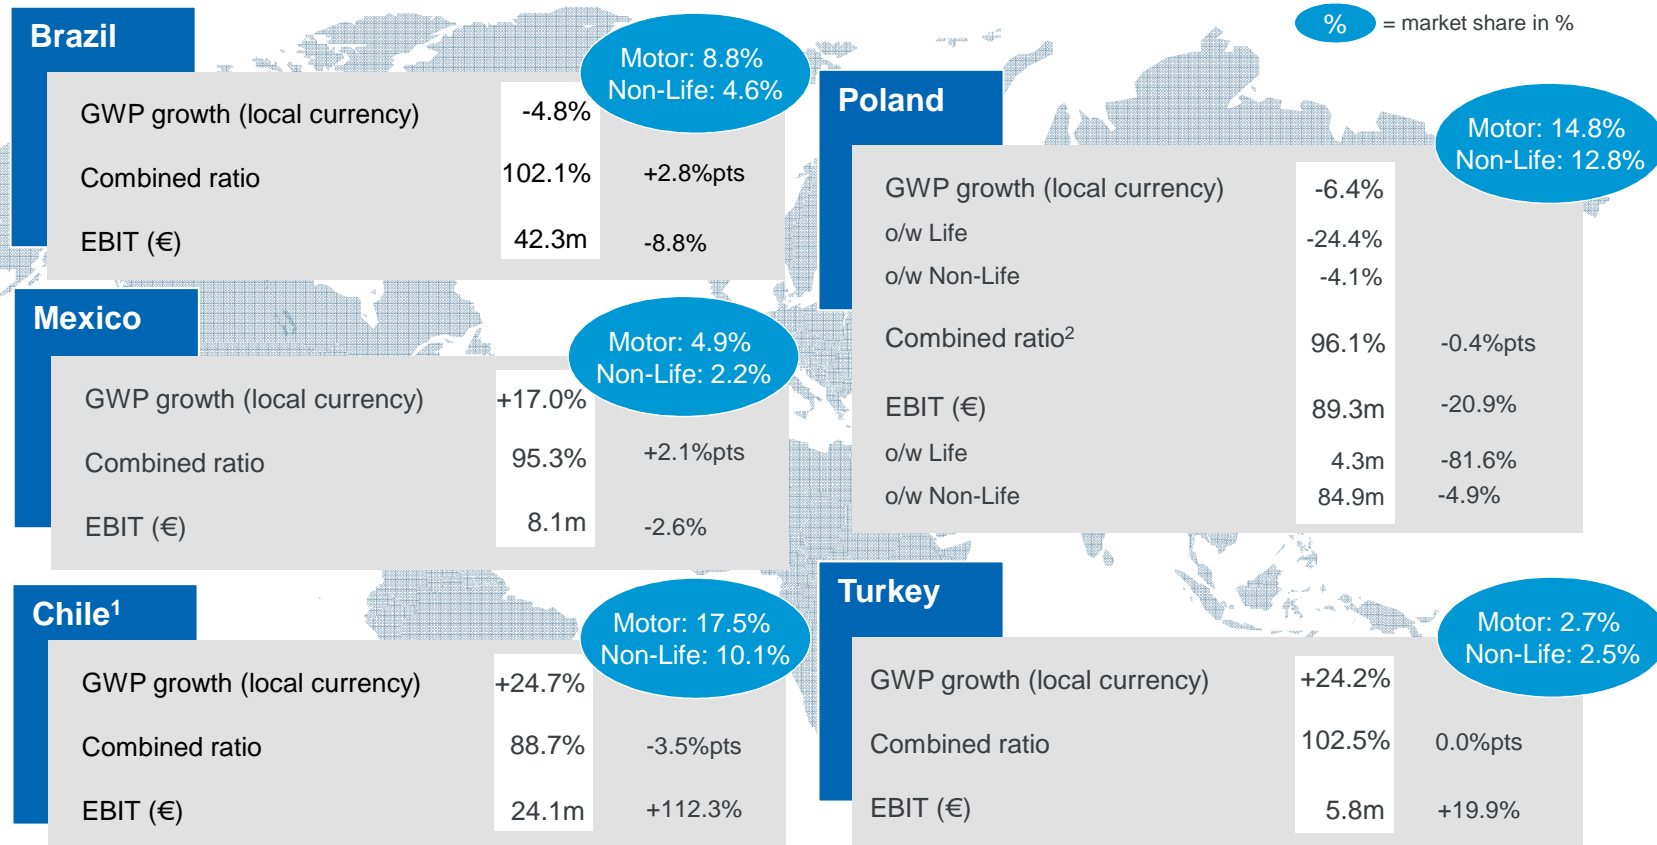 % = market share in %
Brazil
Motor: 8.8%
Non-Life: 4.6%
GWP growth (local currency) -4.8%
Combined ratio 102.1% +2.8%pts
EBIT (€) 42.3m -8.8%
Mexico
Motor: 4.9%
Non-Life: 2.2%
GWP growth (local currency) +17.0%
Combined ratio 95.3% +2.1%pts
EBIT (€) 8.1m -2.6%
Chile¹
Motor: 17.5%
Non-Life: 10.1%
GWP growth (local currency) +24.7%
Combined ratio 88.7% -3.5%pts
EBIT (€) 24.1m +112.3%
Poland
Motor: 14.8%
Non-Life: 12.8%
GWP growth (local currency) -6.4%
o/w Life -24.4%
o/w Non-Life -4.1%
Combined ratio² 96.1% -0.4%pts
EBIT (€) 89.3m -20.9%
o/w Life 4.3m -81.6%
o/w Non-Life 84.9m -4.9%
Turkey
Motor: 2.7%
Non-Life: 2.5%
GWP growth (local currency) +24.2%
Combined ratio 102.5% 0.0%pts
EBIT (€) 5.8m +19.9%